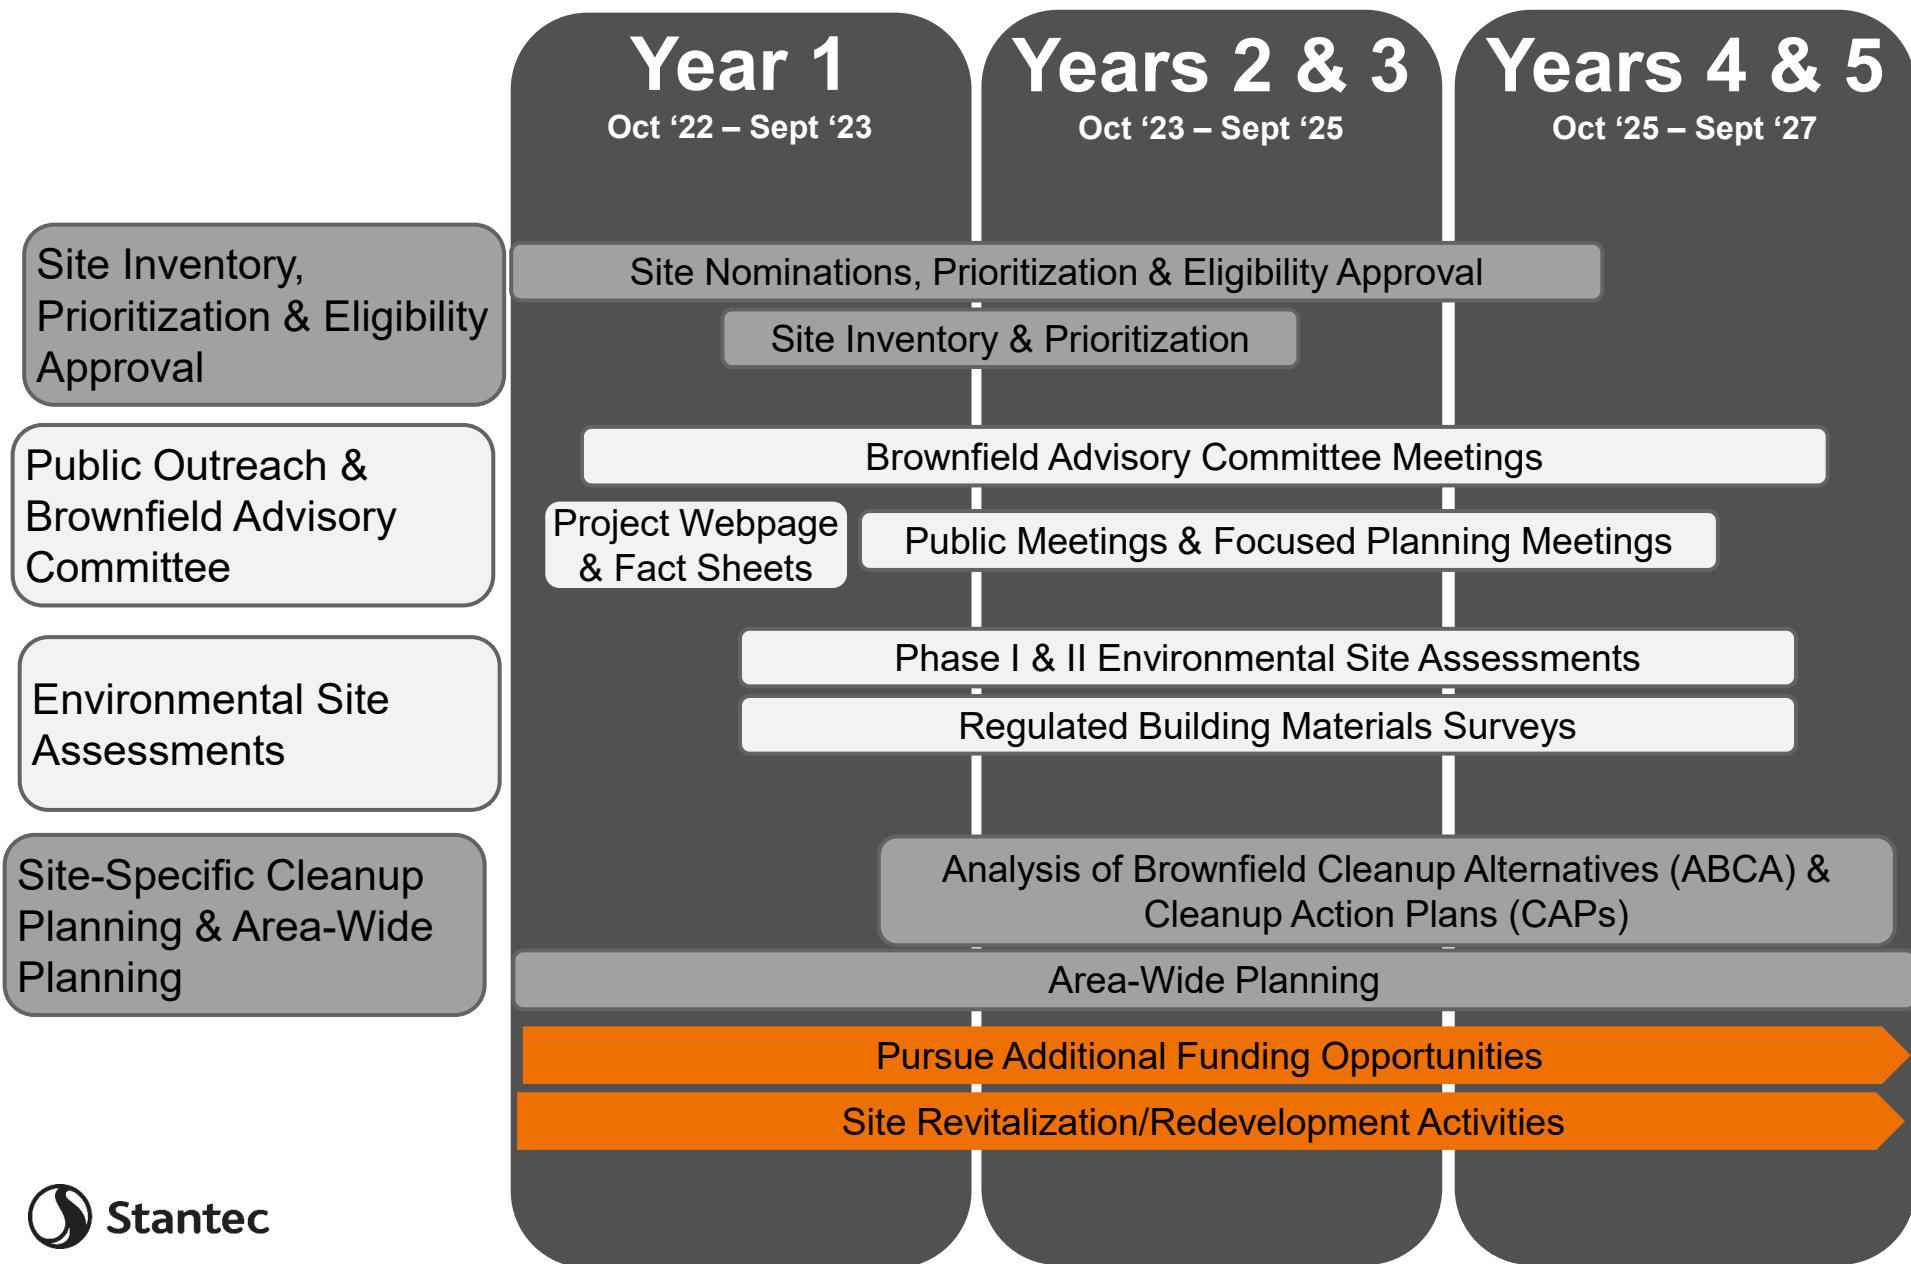 Year 1
Oct ‘22 – Sept ‘23
Years 2 & 3
Oct ‘23 – Sept ‘25
Years 4 & 5
Oct ‘25 – Sept ‘27
Site Inventory,
Prioritization & Eligibility
Approval
Site Nominations, Prioritization & Eligibility Approval
Site Inventory & Prioritization
Public Outreach &
Brownfield Advisory
Committee
Brownfield Advisory Committee Meetings
Project Webpage
& Fact Sheets
Public Meetings & Focused Planning Meetings
Environmental Site
Assessments
Phase I & II Environmental Site Assessments
Regulated Building Materials Surveys
Site-Specific Cleanup
Planning & Area-Wide
Planning
Analysis of Brownfield Cleanup Alternatives (ABCA) &
Cleanup Action Plans (CAPs)
Area-Wide Planning
Pursue Additional Funding Opportunities
Site Revitalization/Redevelopment Activities
Stantec